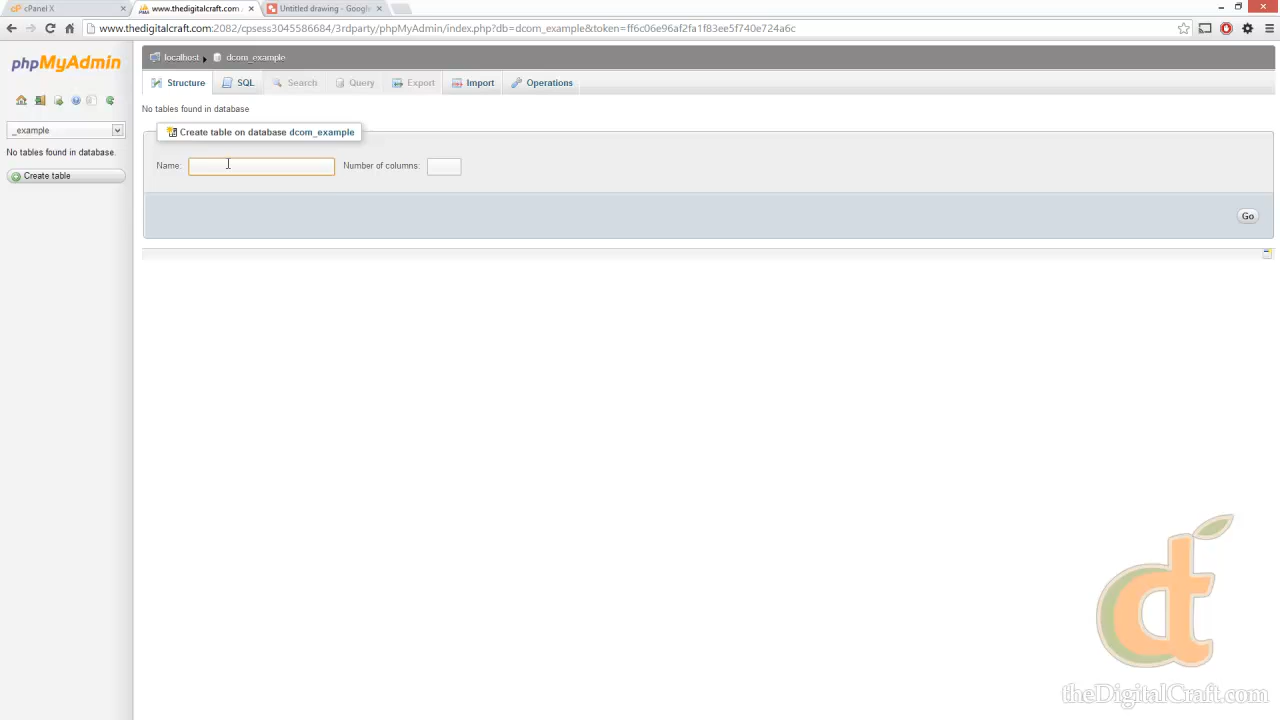 cPanel X
www.thedigitalcraft.com
Untitled drawing - Google
www.thedigitalcraft.com:2082/cpsess3045586684/3rdparty/phpMyAdmin/index.php?db=dcom_example&token=ff6c06e96af2fa1f83ee5f740e724a6c
phpMyAdmin
localhost
dcom_example
Structure
SQL
Search
Query
Export
Import
Operations
No tables found in database
_example
No tables found in database.
Create table
Create table on database dcom_example
Name:
Number of columns:
Go
theDigitalCraft.com